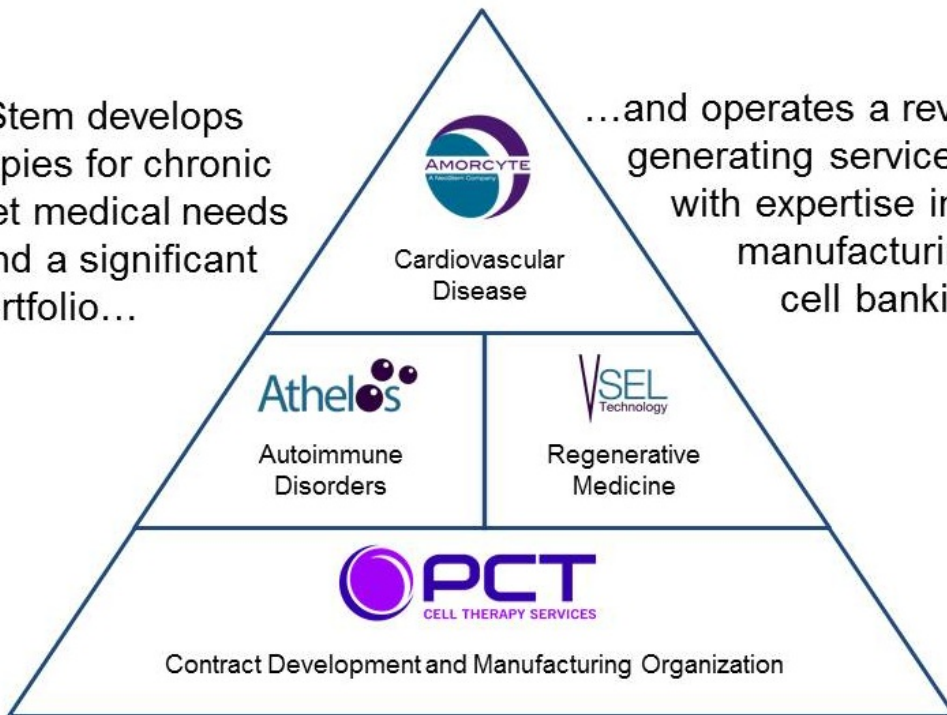 Stem develops
pies for chronic
et medical needs
nd a significant
rtfolio…
…and operates a rev
generating service
with expertise in
manufacturi
cell banki
AMORCYTE
A NeoStem Company
Cardiovascular
Disease
Athelos
Autoimmune
Disorders
VSEL
Technology
Regenerative
Medicine
PCT
CELL THERAPY SERVICES
Contract Development and Manufacturing Organization